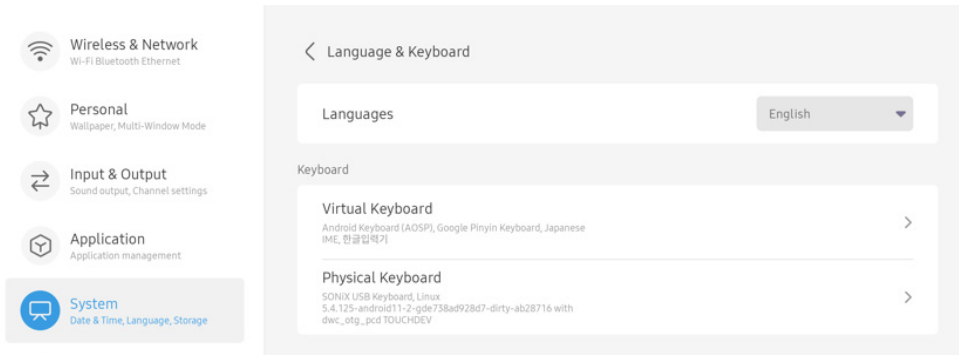 Wireless & Network
Wi-Fi Bluetooth Ethernet
Personal
Wallpaper, Multi-Window Mode
Input & Output
Sound output, Channel settings
Application
Application management
System
Date & Time, Language, Storage
Language & Keyboard
Languages
English
Keyboard
Virtual Keyboard
Android Keyboard (AOSP), Google Pinyin Keyboard, Japanese
IME, 한글입력기
Physical Keyboard
SONiX USB Keyboard, Linux
5.4.125-android11-2-gde738ad928d7-dirty-ab28716 with
dwc_otg_pcd TOUCHDEV